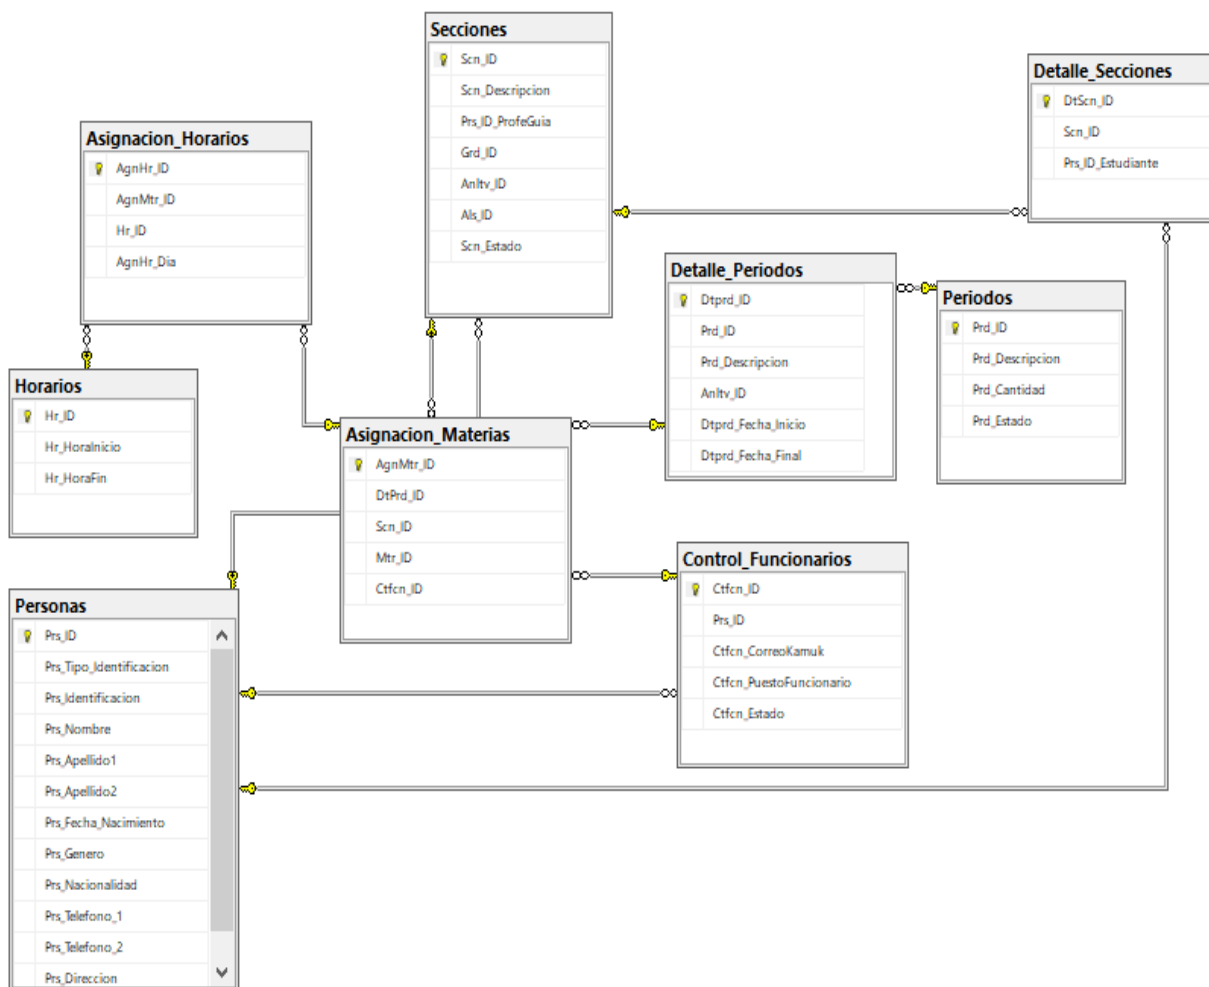 Secciones
Scn_ID
Scn_Descripcion
Prs_ID_ProfeGuia
Grd_ID
Anltv_ID
Als_ID
Scn_Estado
Detalle_Secciones
DtScn_ID
Scn_ID
Prs_ID_Estudiante
Asignacion_Horarios
AgnHr_ID
AgnMtr_ID
Hr_ID
AgnHr_Dia
Detalle_Periodos
Dtprd_ID
Prd_ID
Prd_Descripcion
Anltv_ID
Dtprd_Fecha_Inicio
Dtprd_Fecha_Final
Periodos
Prd_ID
Prd_Descripcion
Prd_Cantidad
Prd_Estado
Horarios
Hr_ID
Hr_HoraInicio
Hr_HoraFin
Asignacion_Materias
AgnMtr_ID
DtPrd_ID
Scn_ID
Mtr_ID
Ctfcn_ID
Control_Funcionarios
Ctfcn_ID
Prs_ID
Ctfcn_CorreoKamuk
Ctfcn_PuestoFuncionario
Ctfcn_Estado
Personas
Prs_ID
Prs_Tipo_Identificacion
Prs_Identificacion
Prs_Nombre
Prs_Apellido1
Prs_Apellido2
Prs_Fecha_Nacimiento
Prs_Genero
Prs_Nacionalidad
Prs_Telefono_1
Prs_Telefono_2
Prs_Direccion